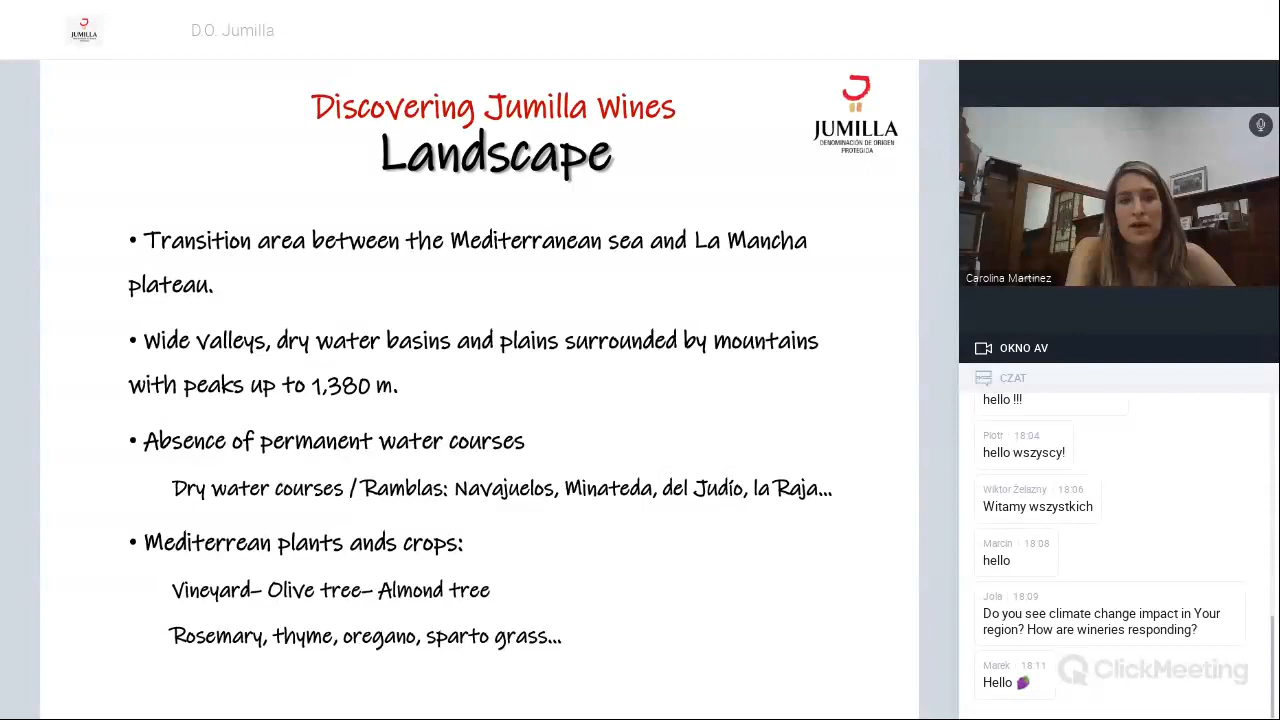 JUMILLA
D.O. Jumilla
Discovering Jumilla Wines
Landscape
JUMILLA
DENOMINACIÓN DE ORIGEN
PROTEGIDA
• Transition area between the Mediterranean sea and La Mancha
plateau.
• Wide valleys, dry water basins and plains surrounded by mountains
with peaks up to 1,380 m.
• Absence of permanent water courses
Dry water courses / Ramblas: Navajuelos, Minateda, del Judío, la Raja...
• Mediterrean plants ands crops:
Vineyard– Olive tree– Almond tree
Rosemary, thyme, oregano, sparto grass...
Carolina Martinez
OKNO AV
CZAT
hello !!!
Piotr · 18:04
hello wszyscy!
Wiktor Żelazny · 18:06
Witamy wszystkich
Marcin · 18:08
hello
Jola · 18:09
Do you see climate change impact in Your
region? How are wineries responding?
Marek · 18:11
Hello 🍆
ClickMeeting